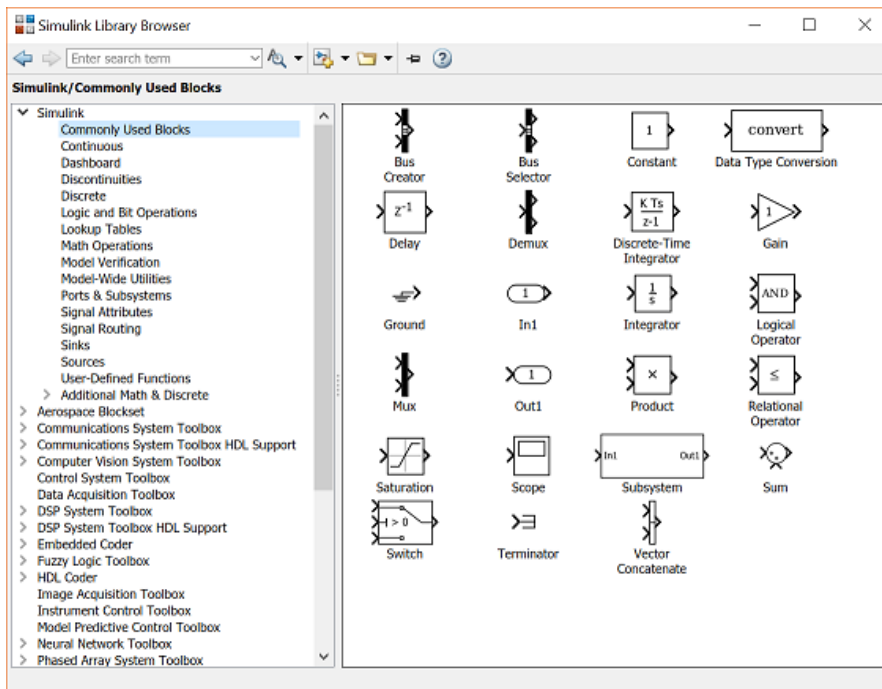 Simulink Library Browser
Enter search term
Simulink/Commonly Used Blocks
Simulink
Commonly Used Blocks
Continuous
Dashboard
Discontinuities
Discrete
Logic and Bit Operations
Lookup Tables
Math Operations
Model Verification
Model-Wide Utilities
Ports & Subsystems
Signal Attributes
Signal Routing
Sinks
Sources
User-Defined Functions
Additional Math & Discrete
Aerospace Blockset
Communications System Toolbox
Communications System Toolbox HDL Support
Computer Vision System Toolbox
Control System Toolbox
Data Acquisition Toolbox
DSP System Toolbox
DSP System Toolbox HDL Support
Embedded Coder
Fuzzy Logic Toolbox
HDL Coder
Image Acquisition Toolbox
Instrument Control Toolbox
Model Predictive Control Toolbox
Neural Network Toolbox
Phased Array System Toolbox
1 convert
Bus Bus Constant Data Type Conversion
Creator Selector
z⁻¹ K Ts 1
z-1
Delay Demux Discrete-Time Gain
Integrator
1 1 AND
s
Ground In1 Integrator Logical
Operator
1 × ≤
Mux Out1 Product Relational
Operator
In1 Out1
Saturation Scope Subsystem Sum
> 0
Switch Terminator Vector
Concatenate